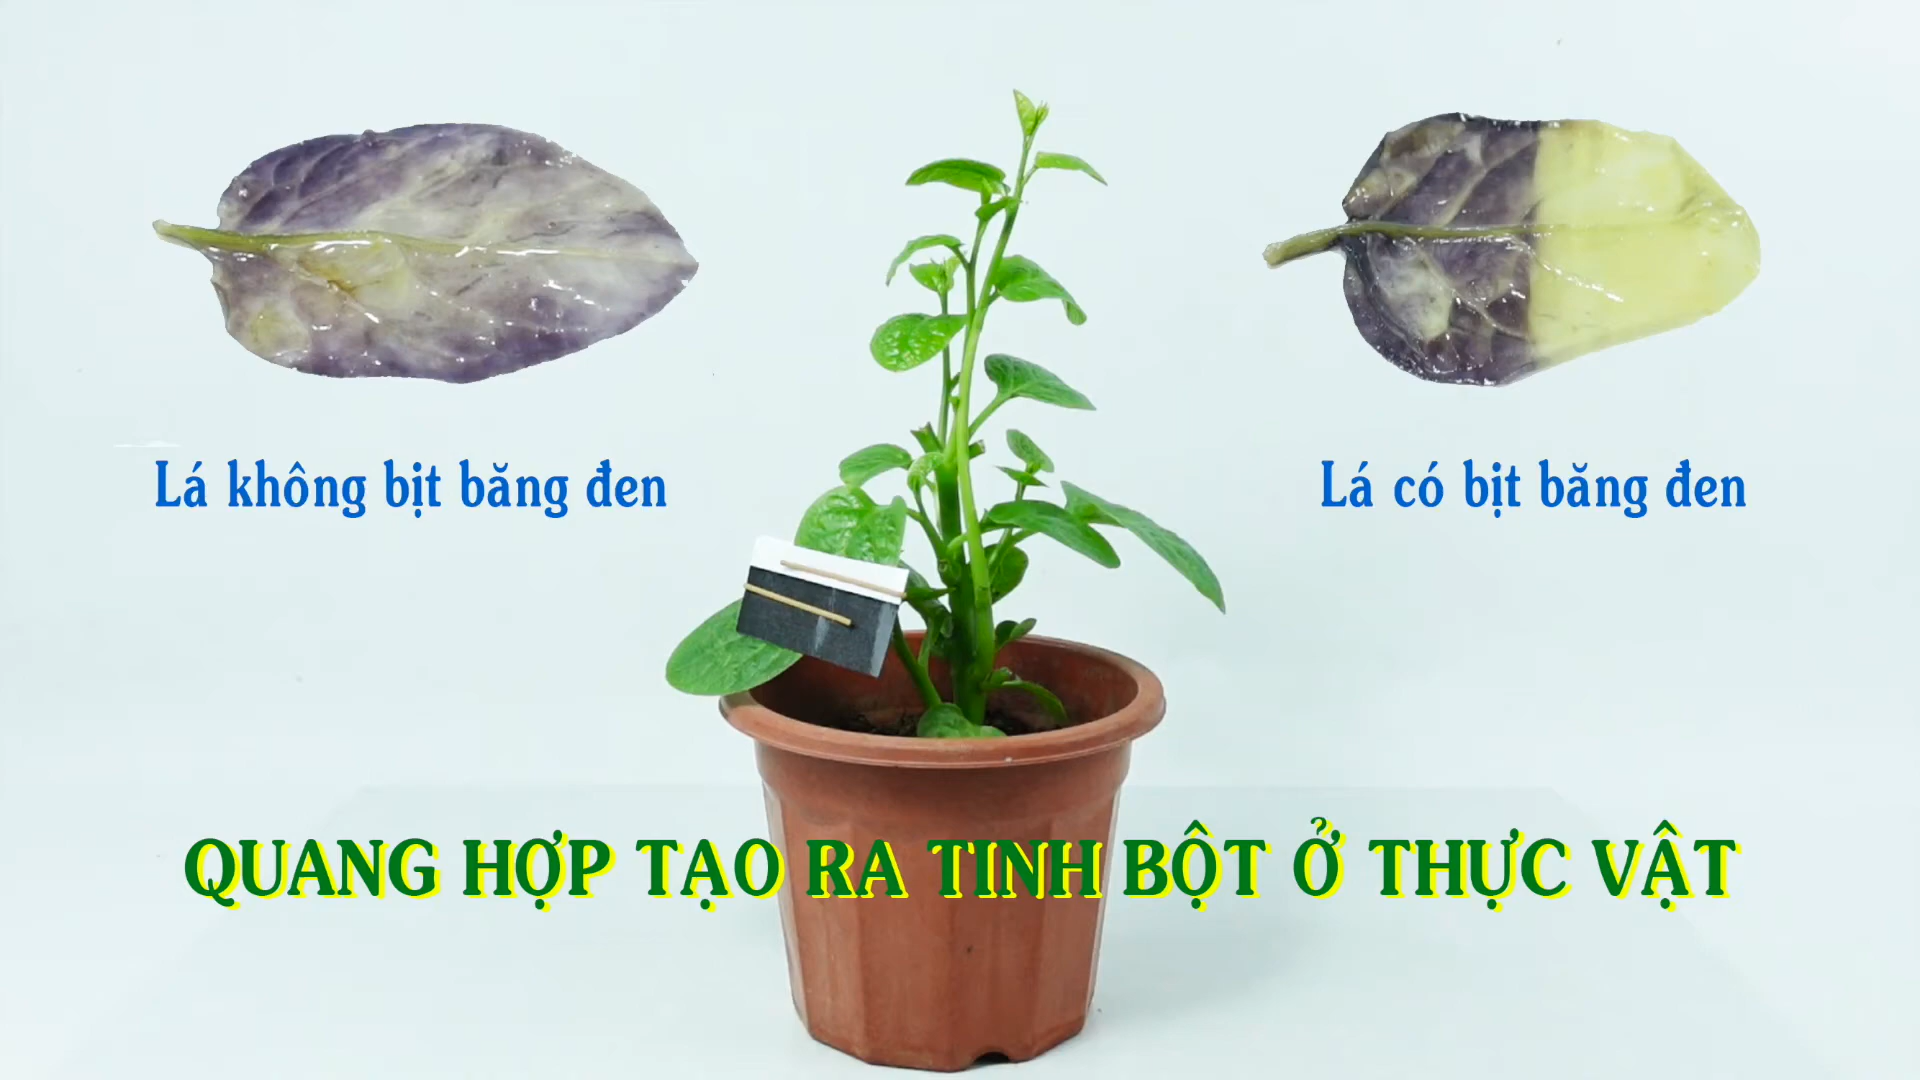 Lá không bịt băng đen
Lá có bịt băng đen
QUANG HỢP TẠO RA TINH BỘT Ở THỰC VẬT